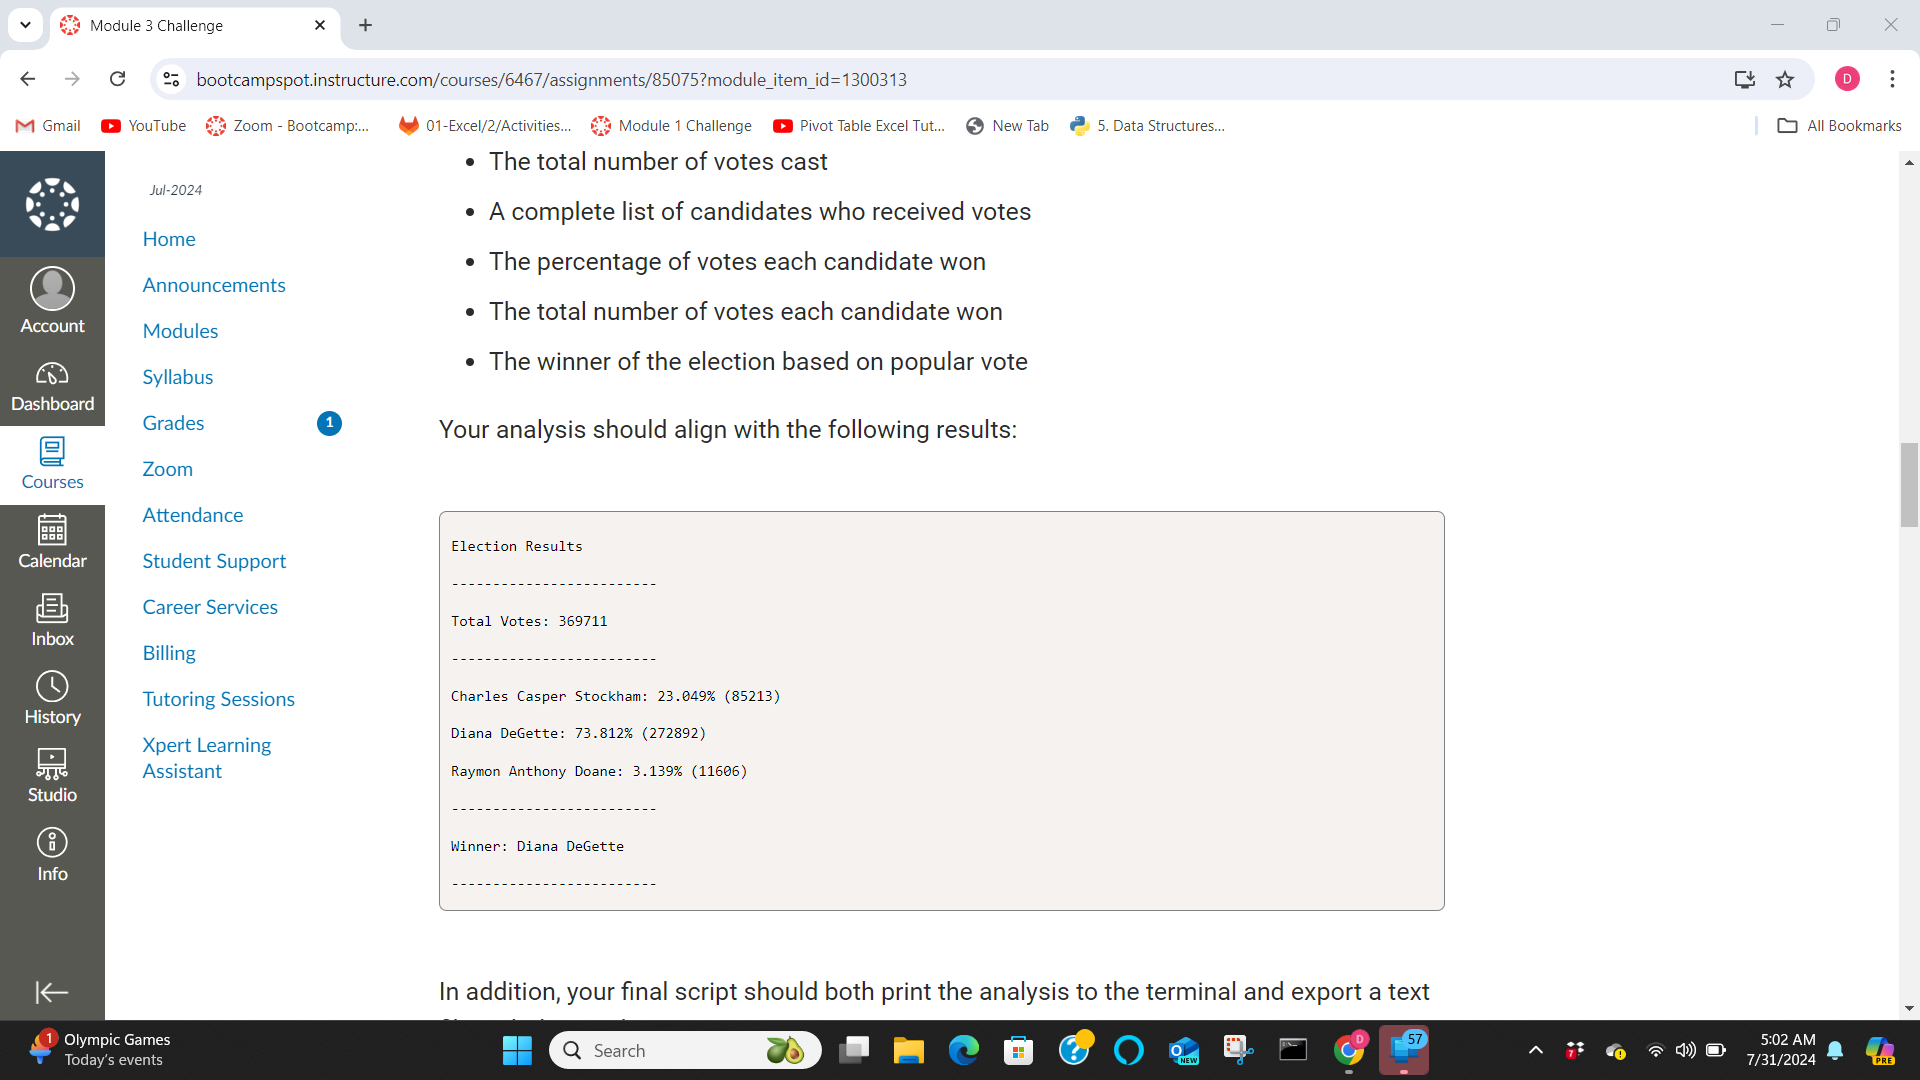 Module 3 Challenge
bootcampspot.instructure.com/courses/6467/assignments/85075?module_item_id=1300313
D
Gmail
YouTube
Zoom - Bootcamp:...
01-Excel/2/Activities...
Module 1 Challenge
Pivot Table Excel Tut...
New Tab
5. Data Structures...
All Bookmarks
Account
Dashboard
Courses
Calendar
Inbox
History
Studio
Info
Jul-2024
Home
Announcements
Modules
Syllabus
Grades
1
Zoom
Attendance
Student Support
Career Services
Billing
Tutoring Sessions
Xpert Learning
Assistant
• The total number of votes cast
• A complete list of candidates who received votes
• The percentage of votes each candidate won
• The total number of votes each candidate won
• The winner of the election based on popular vote
Your analysis should align with the following results:
Election Results
-------------------------
Total Votes: 369711
-------------------------
Charles Casper Stockham: 23.049% (85213)
Diana DeGette: 73.812% (272892)
Raymon Anthony Doane: 3.139% (11606)
-------------------------
Winner: Diana DeGette
-------------------------
In addition, your final script should both print the analysis to the terminal and export a text
1
Olympic Games
Today's events
Search
NEW
D
57
7
5:02 AM
7/31/2024
PRE